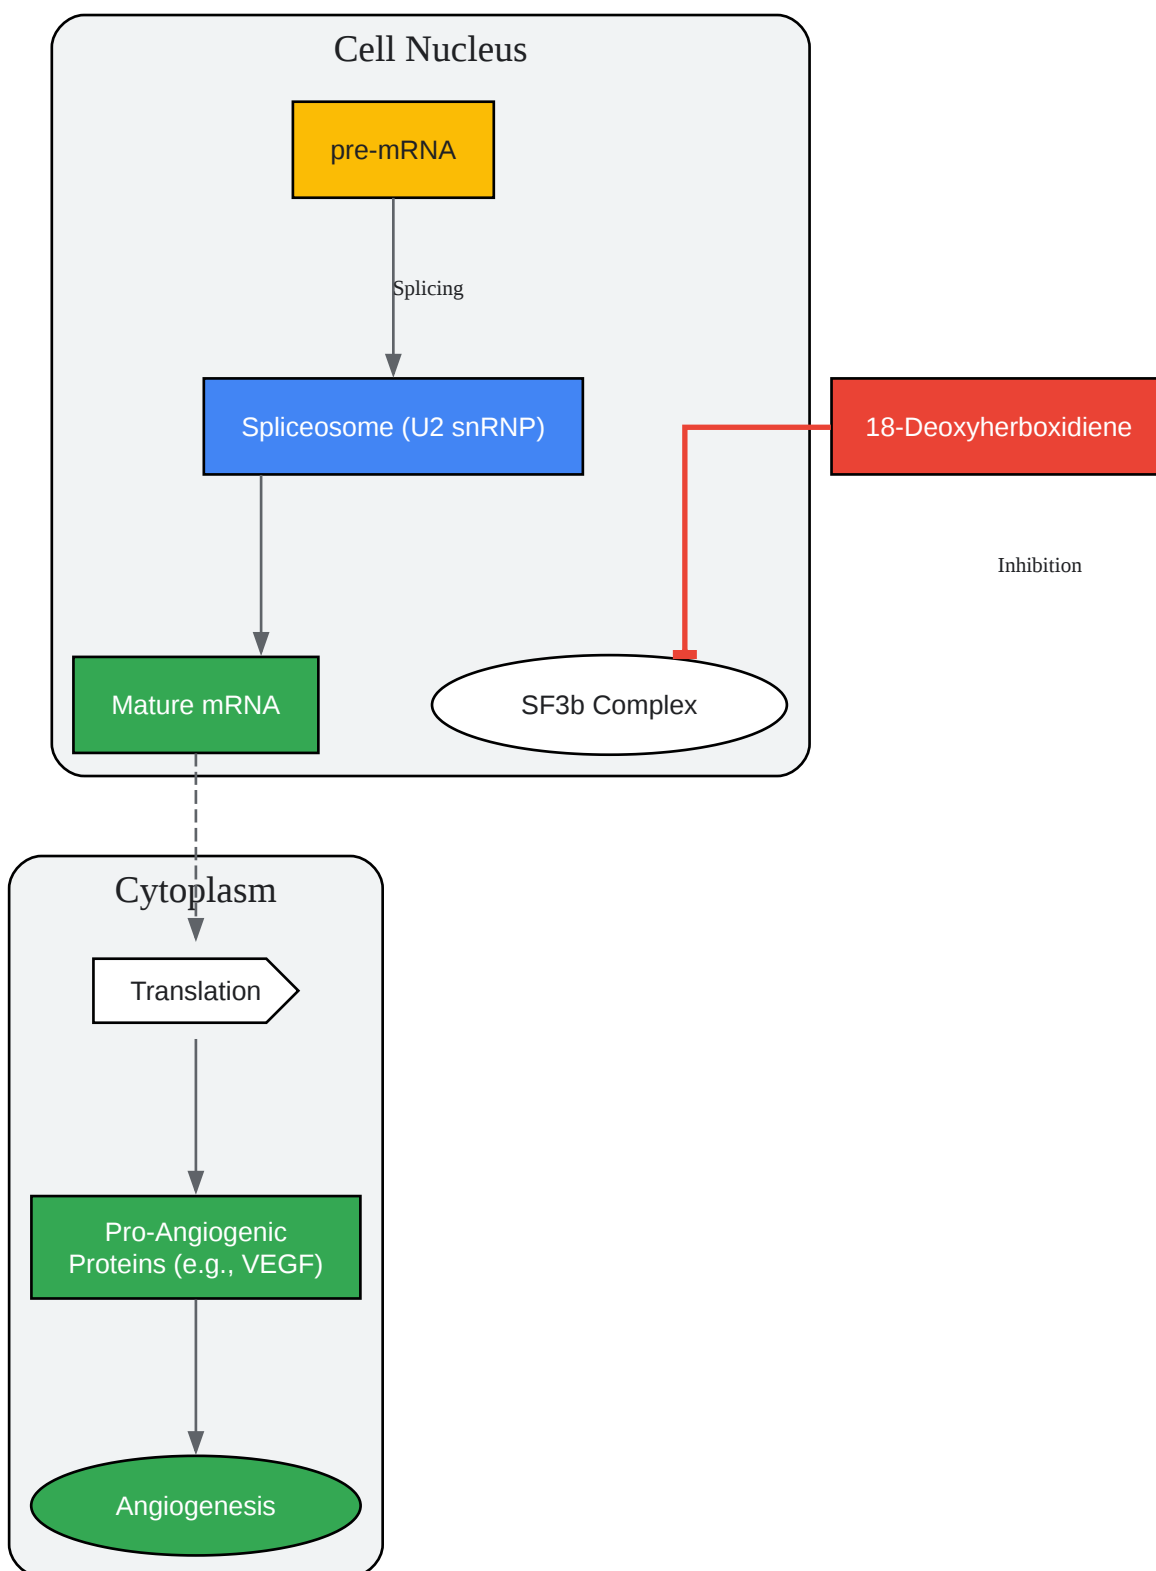 Cell Nucleus
pre-mRNA
Splicing
Spliceosome (U2 snRNP)
18-Deoxyherboxidiene
Inhibition
Mature mRNA
SF3b Complex
Cytoplasm
Translation
Pro-Angiogenic
Proteins (e.g., VEGF)
Angiogenesis